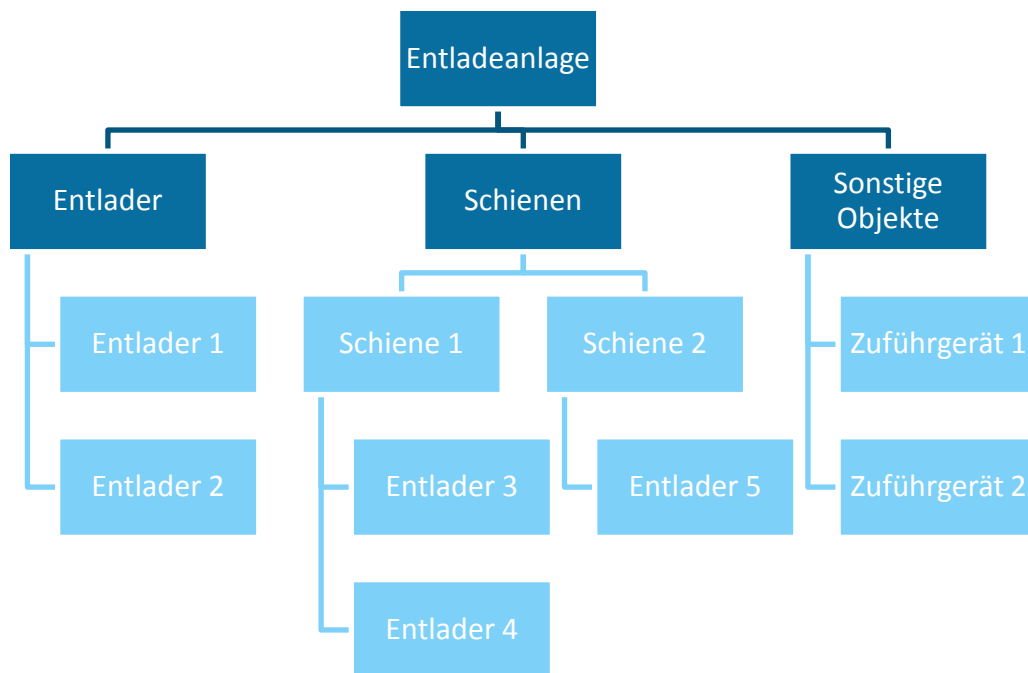 Entladeanlage
Entlader
Schienen
Sonstige
Objekte
Entlader 1
Schiene 1
Schiene 2
Zuführgerät 1
Entlader 2
Entlader 3
Entlader 5
Zuführgerät 2
Entlader 4